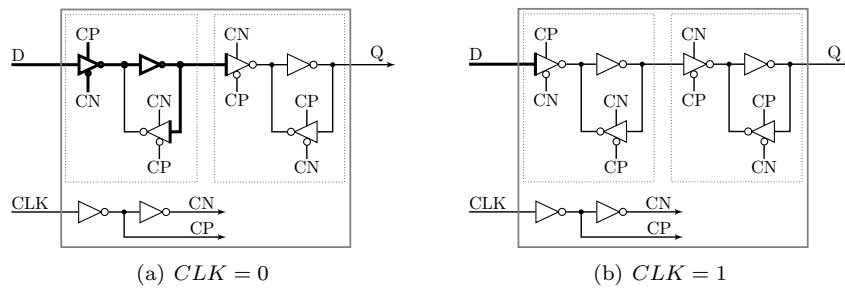 CP CN
D Q
CN CP
CN CP
CP CN
CLK CN
CP
(a) CLK = 0
CN
CP
D Q
CP
CN
CN CP
CP CN
CLK CN
CP
(b) CLK = 1